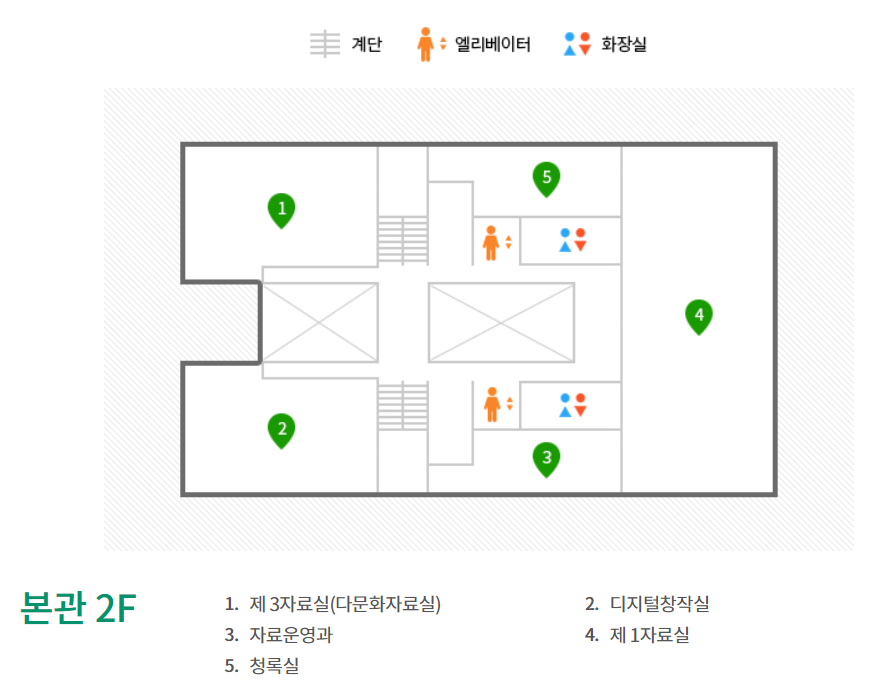 계단 엘리베이터 화장실
1
5
4
2
3
본관 2F
1. 제 3자료실(다문화자료실) 2. 디지털창작실
3. 자료운영과 4. 제 1자료실
5. 청록실